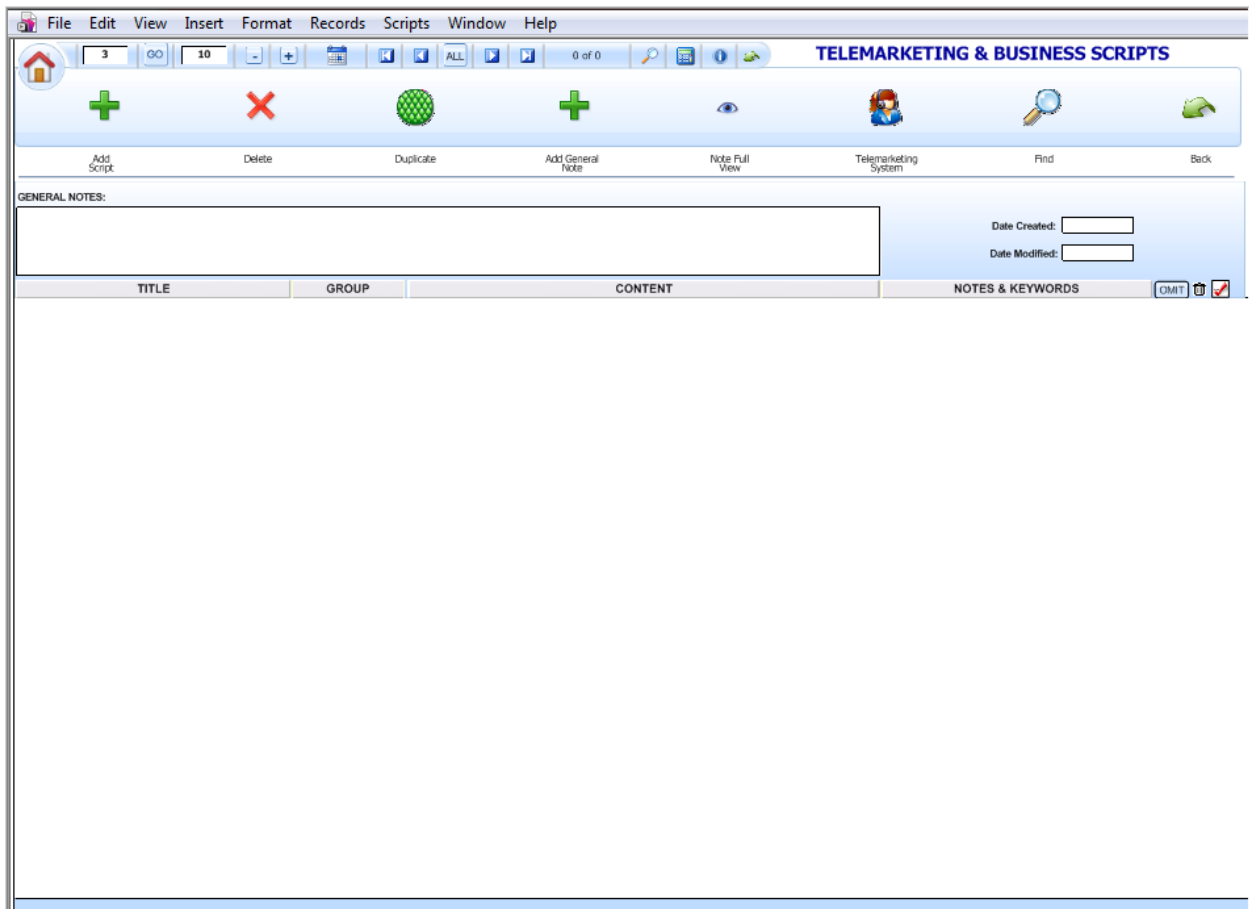 File Edit View Insert Format Records Scripts Window Help
3 GO 10 - + ALL 0 of 0 TELEMARKETING & BUSINESS SCRIPTS
Add Script Delete Duplicate Add General Note Note Full View Telemarketing System Find Back
GENERAL NOTES:
Date Created:
Date Modified:
TITLE GROUP CONTENT NOTES & KEYWORDS OMIT